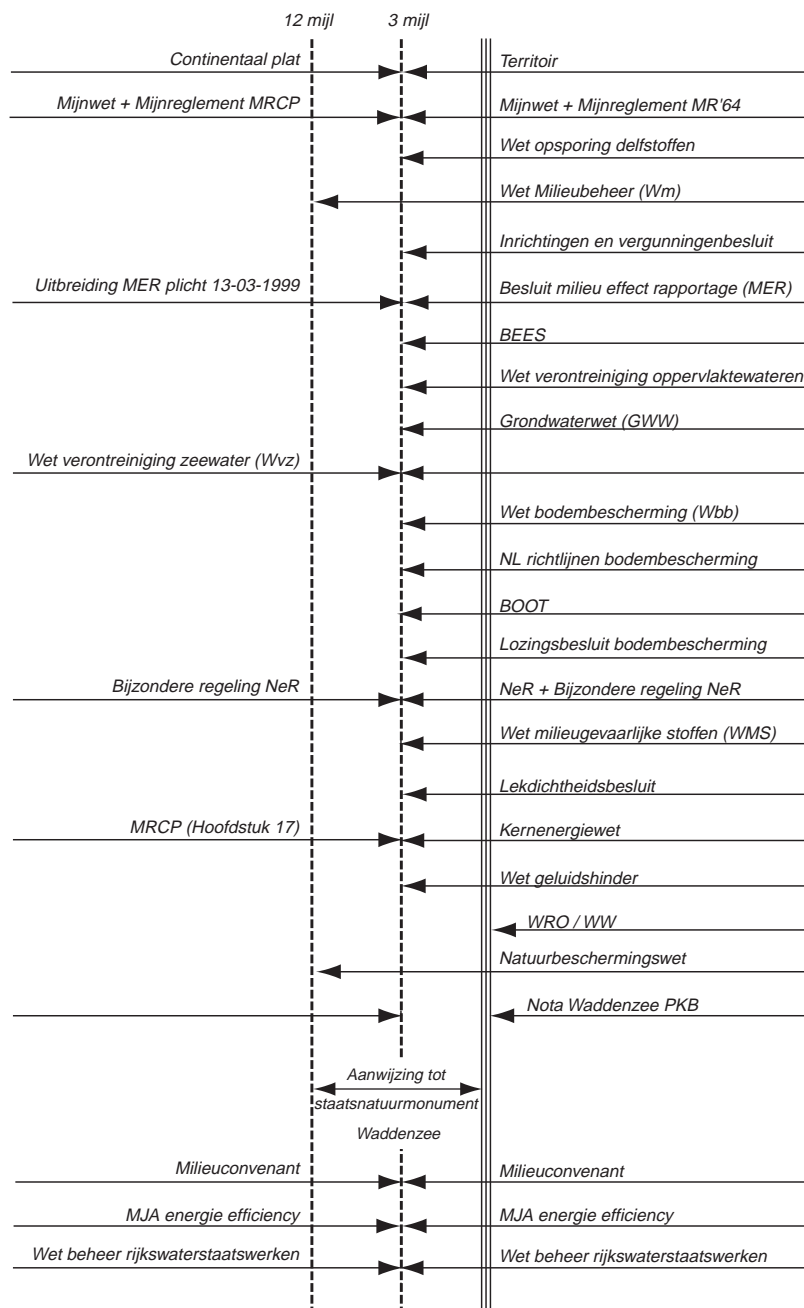 12 mijl 3 mijl
Continentaal plat Territoir
Mijnwet + Mijnreglement MRCP Mijnwet + Mijnreglement MR'64
Wet opsporing delfstoffen
Wet Milieubeheer (Wm)
Inrichtingen en vergunningenbesluit
Uitbreiding MER plicht 13-03-1999 Besluit milieu effect rapportage (MER)
BEES
Wet verontreiniging oppervlaktewateren
Grondwaterwet (GWW)
Wet verontreiniging zeewater (Wvz)
Wet bodembescherming (Wbb)
NL richtlijnen bodembescherming
BOOT
Lozingsbesluit bodembescherming
Bijzondere regeling NeR NeR + Bijzondere regeling NeR
Wet milieugevaarlijke stoffen (WMS)
Lekdichtheidsbesluit
MRCP (Hoofdstuk 17) Kernenergiewet
Wet geluidshinder
WRO / WW
Natuurbeschermingswet
Nota Waddenzee PKB
Aanwijzing tot
staatsnatuurmonument
Waddenzee
Milieuconvenant Milieuconvenant
MJA energie efficiency MJA energie efficiency
Wet beheer rijkswaterstaatswerken Wet beheer rijkswaterstaatswerken